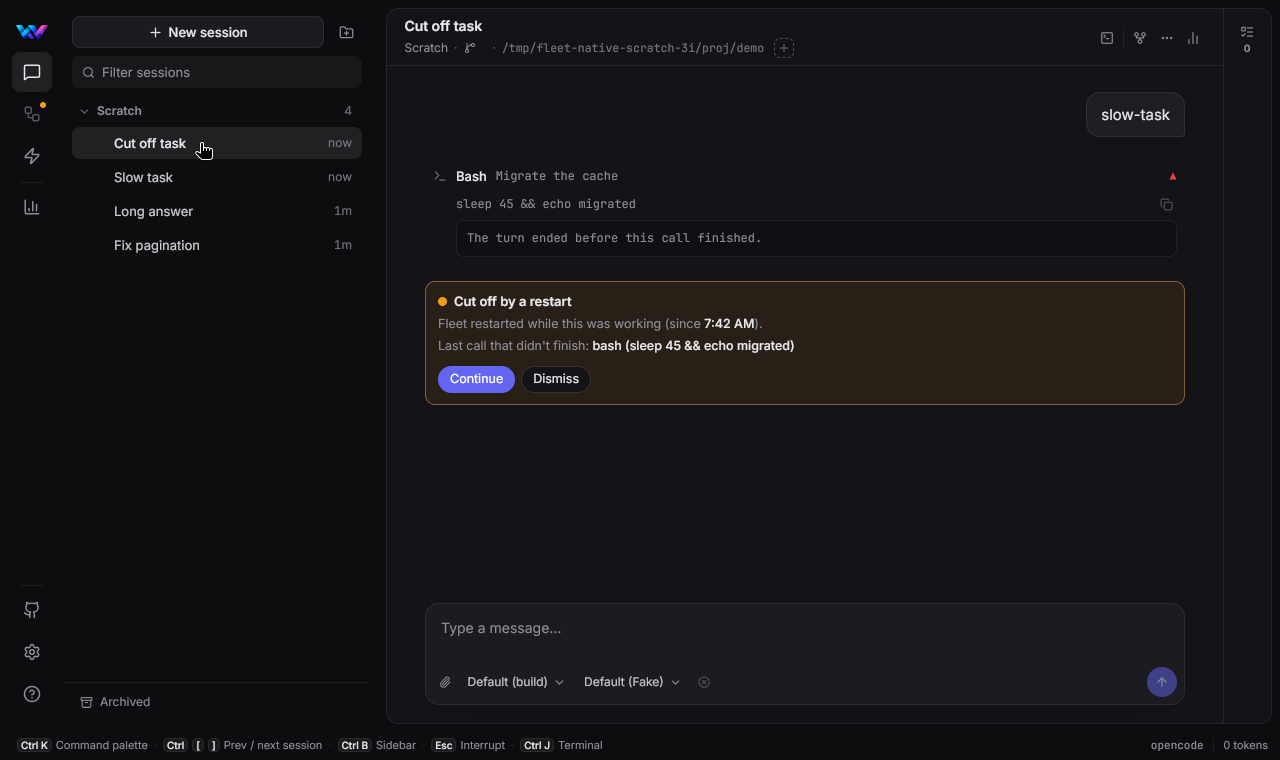 New session
Filter sessions
Scratch 4
Cut off task now
Slow task now
Long answer 1m
Fix pagination 1m
Archived
Cut off task
Scratch · · /tmp/fleet-native-scratch-3i/proj/demo
0
slow-task
Bash Migrate the cache
sleep 45 && echo migrated
The turn ended before this call finished.
Cut off by a restart
Fleet restarted while this was working (since 7:42 AM).
Last call that didn't finish: bash (sleep 45 && echo migrated)
Continue Dismiss
Type a message...
Default (build) Default (Fake)
Ctrl K Command palette · Ctrl [ ] Prev / next session · Ctrl B Sidebar · Esc Interrupt · Ctrl J Terminal
opencode 0 tokens